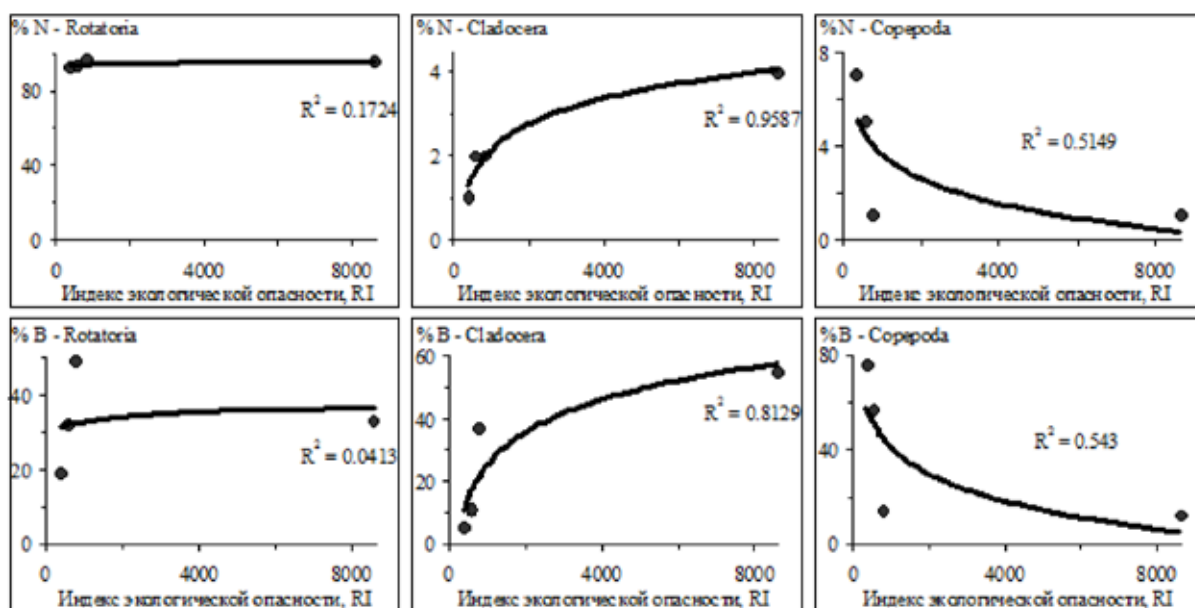 % N - Rotatoria
80
40
0
R² = 0.1724
0 4000 8000
Индекс экологической опасности, RI
% N - Cladocera
4
2
0
R² = 0.9587
0 4000 8000
Индекс экологической опасности, RI
% N - Copepoda
8
4
0
R² = 0.5149
0 4000 8000
Индекс экологической опасности, RI
% B - Rotatoria
40
20
0
R² = 0.0413
0 4000 8000
Индекс экологической опасности, RI
% B - Cladocera
60
40
20
0
R² = 0.8129
0 4000 8000
Индекс экологической опасности, RI
% B - Copepoda
80
40
0
R² = 0.543
0 4000 8000
Индекс экологической опасности, RI